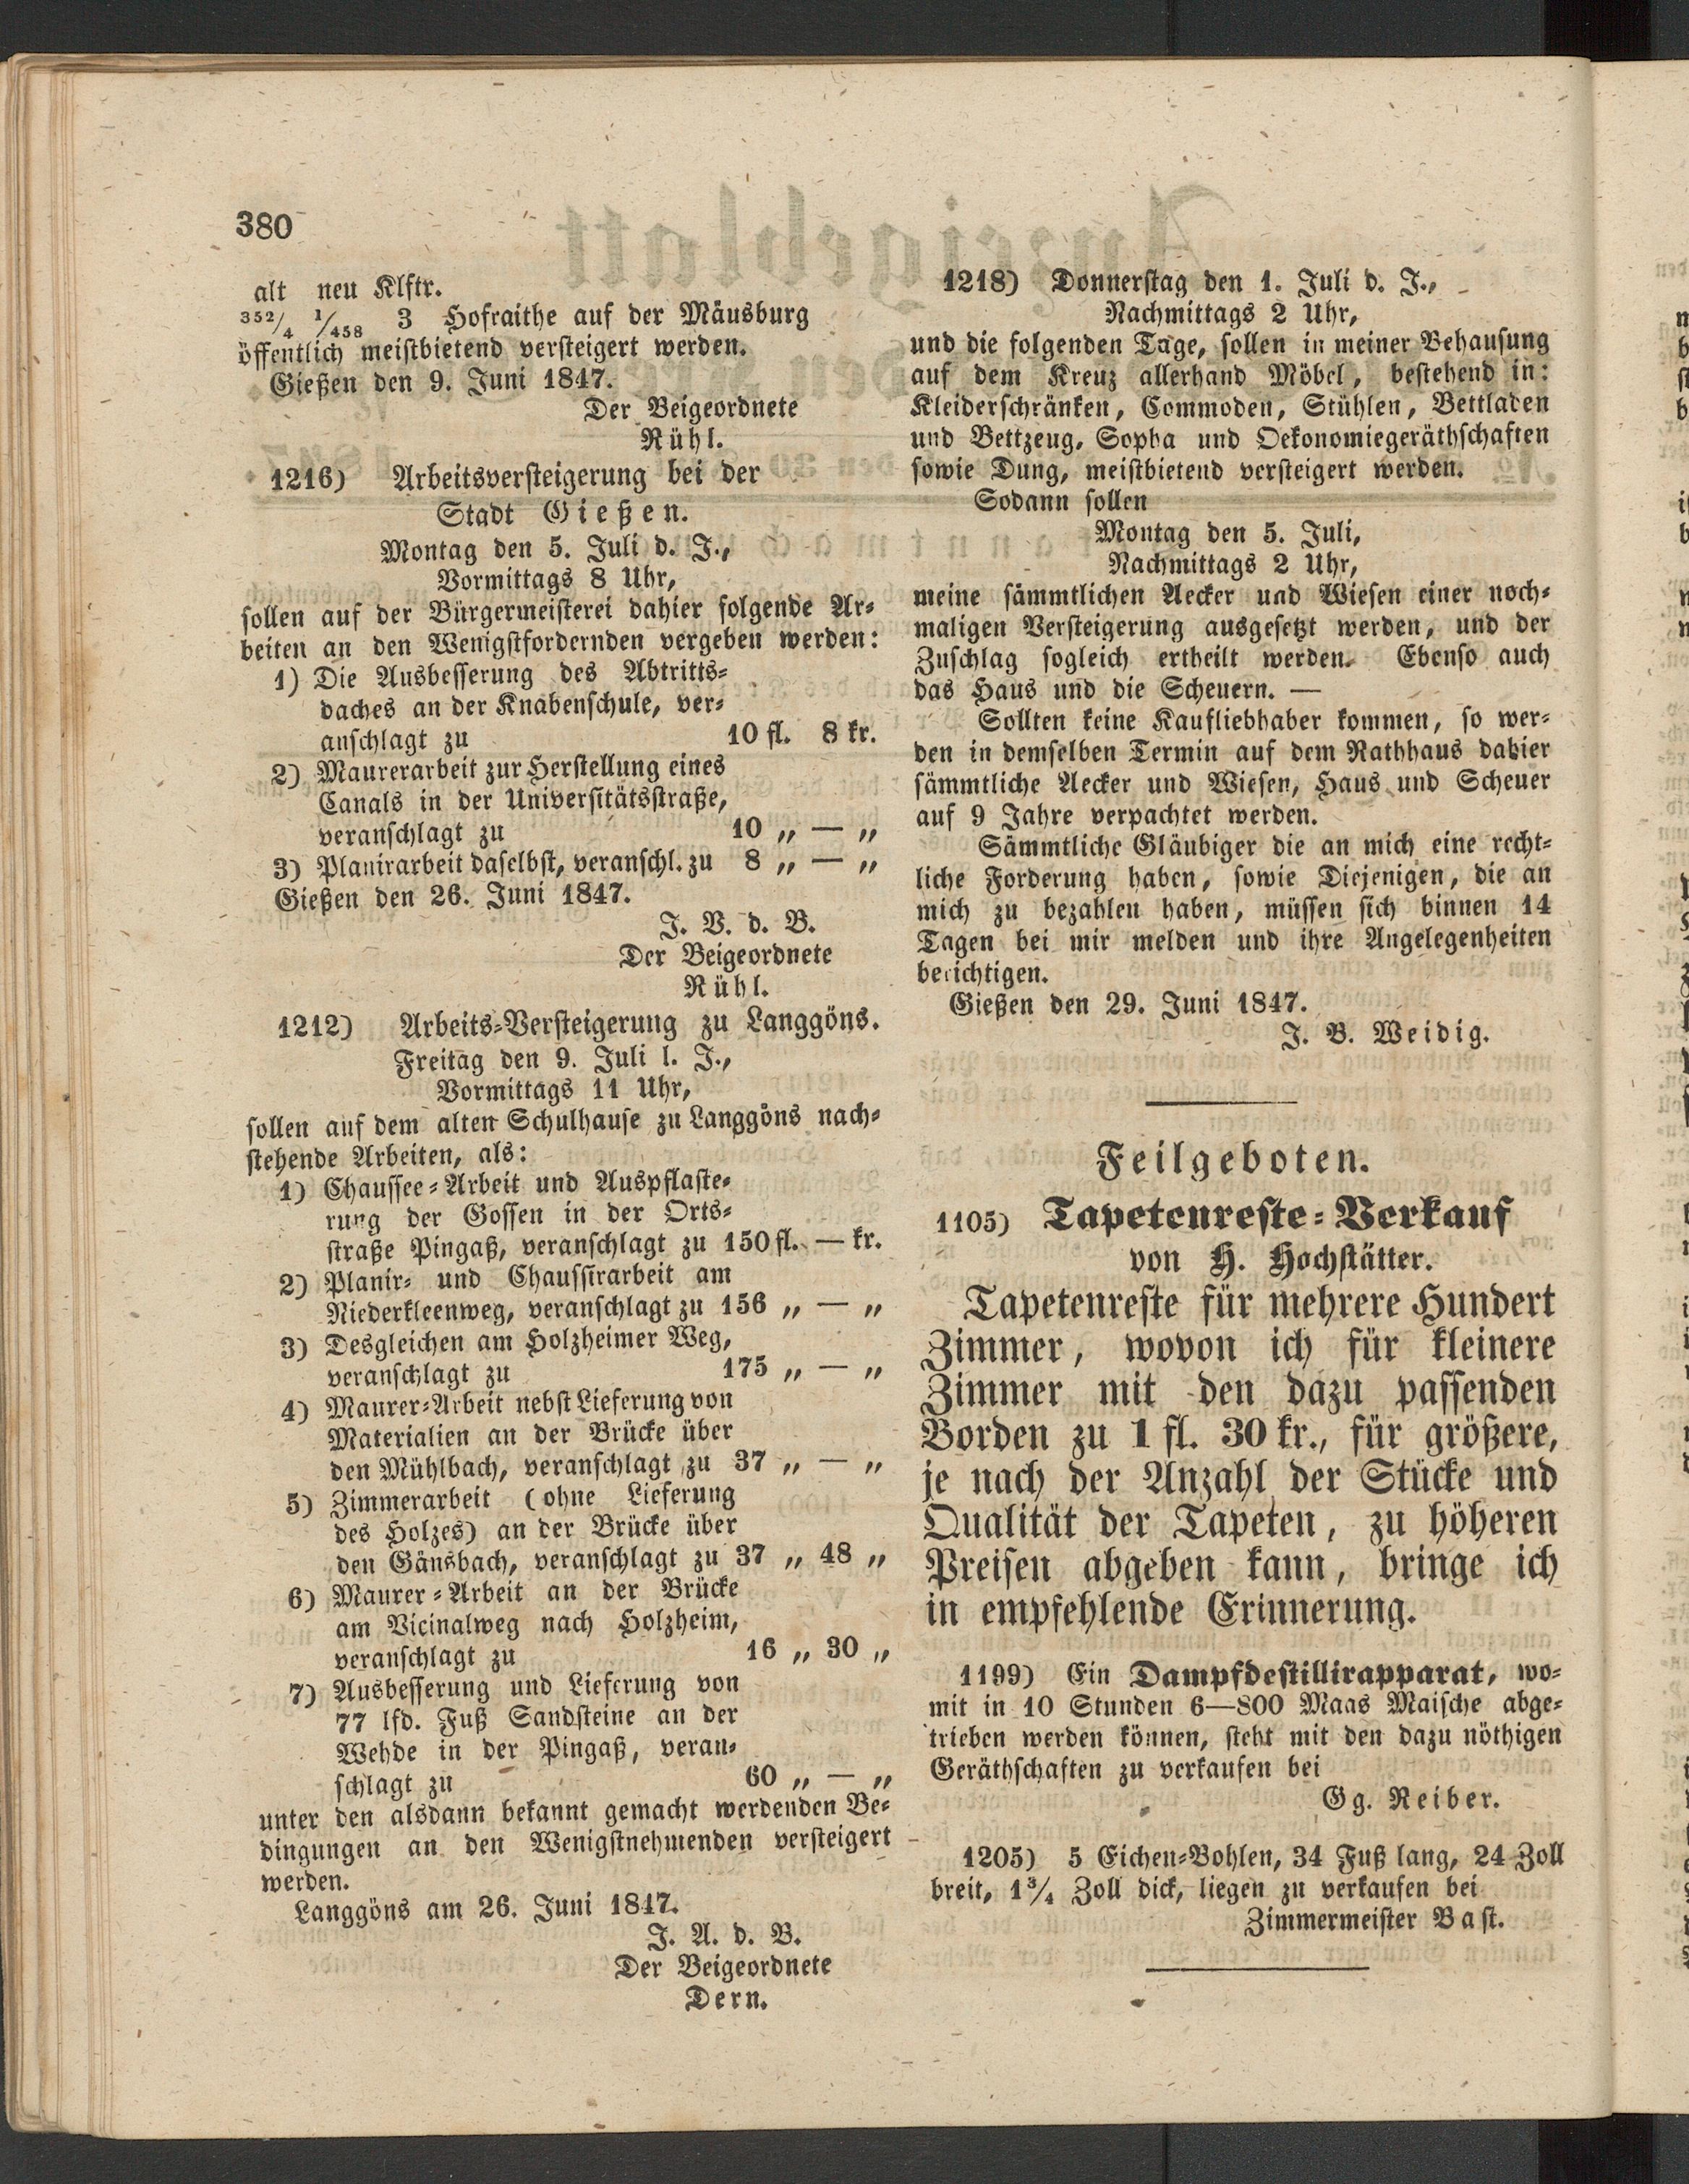 380
alt neu Klftr.
352/4 1/458 3 Hofraithe auf der Mäusburg
öffentlich meistbietend versteigert werden.
Gießen den 9. Juni 1847.
Der Beigeordnete
Rühl.
1216) Arbeitsversteigerung bei der
Stadt Gießen.
Montag den 5. Juli d. J.,
Vormittags 8 Uhr,
sollen auf der Bürgermeisterei dahier folgende Ar-
beiten an den Wenigstfordernden vergeben werden:
1) Die Ausbesserung des Abtritts-
daches an der Knabenschule, ver-
anschlagt zu 10 fl. 8 kr.
2) Maurerarbeit zur Herstellung eines
Canals in der Universitätsstraße,
veranschlagt zu 10 „ — „
3) Planirarbeit daselbst, veranschl. zu 8 „ — „
Gießen den 26. Juni 1847.
J. V. d. B.
Der Beigeordnete
Rühl.
1212) Arbeits-Versteigerung zu Langgöns.
Freitag den 9. Juli l. J.,
Vormittags 11 Uhr,
sollen auf dem alten Schulhause zu Langgöns nach-
stehende Arbeiten, als:
1) Chaussee-Arbeit und Auspflaste-
rung der Gossen in der Orts-
straße Pingaß, veranschlagt zu 150 fl. — kr.
2) Planir- und Chaussirarbeit am
Niederkleenweg, veranschlagt zu 156 „ — „
3) Desgleichen am Holzheimer Weg,
veranschlagt zu 175 „ — „
4) Maurer-Arbeit nebst Lieferung von
Materialien an der Brücke über
den Mühlbach, veranschlagt zu 37 „ — „
5) Zimmerarbeit (ohne Lieferung
des Holzes) an der Brücke über
den Gänsbach, veranschlagt zu 37 „ 48 „
6) Maurer-Arbeit an der Brücke
am Vicinalweg nach Holzheim,
veranschlagt zu 16 „ 30 „
7) Ausbesserung und Lieferung von
77 lfd. Fuß Sandsteine an der
Wehde in der Pingaß, veran-
schlagt zu 60 „ — „
unter den alsdann bekannt gemacht werdenden Be-
dingungen an den Wenigstnehmenden versteigert
werden.
Langgöns am 26. Juni 1847.
J. A. d. B.
Der Beigeordnete
Dern.
1218) Donnerstag den 1. Juli d. J.,
Nachmittags 2 Uhr,
und die folgenden Tage, sollen in meiner Behausung
auf dem Kreuz allerhand Möbel, bestehend in:
Kleiderschränken, Commoden, Stühlen, Bettladen
und Bettzeug, Sopha und Oekonomiegeräthschaften
sowie Dung, meistbietend versteigert werden.
Sodann sollen
Montag den 5. Juli,
Nachmittags 2 Uhr,
meine sämmtlichen Aecker und Wiesen einer noch-
maligen Versteigerung ausgesetzt werden, und der
Zuschlag sogleich ertheilt werden. Ebenso auch
das Haus und die Scheuern. —
Sollten keine Kaufliebhaber kommen, so wer-
den in demselben Termin auf dem Rathhaus dahier
sämmtliche Aecker und Wiesen, Haus und Scheuer
auf 9 Jahre verpachtet werden.
Sämmtliche Gläubiger die an mich eine recht-
liche Forderung haben, sowie Diejenigen, die an
mich zu bezahlen haben, müssen sich binnen 14
Tagen bei mir melden und ihre Angelegenheiten
berichtigen.
Gießen den 29. Juni 1847.
J. B. Weidig.
Feilgeboten.
1105) Tapetenreste-Verkauf
von H. Hochstätter.
Tapetenreste für mehrere Hundert
Zimmer, wovon ich für kleinere
Zimmer mit den dazu passenden
Borden zu 1 fl. 30 kr., für größere,
je nach der Anzahl der Stücke und
Qualität der Tapeten, zu höheren
Preisen abgeben kann, bringe ich
in empfehlende Erinnerung.
1199) Ein Dampfdestillirapparat, wo-
mit in 10 Stunden 6—800 Maas Maische abge-
trieben werden können, steht mit den dazu nöthigen
Geräthschaften zu verkaufen bei
Gg. Reiber.
1205) 5 Eichen-Bohlen, 34 Fuß lang, 24 Zoll
breit, 1 3/4 Zoll dick, liegen zu verkaufen bei
Zimmermeister Bast.